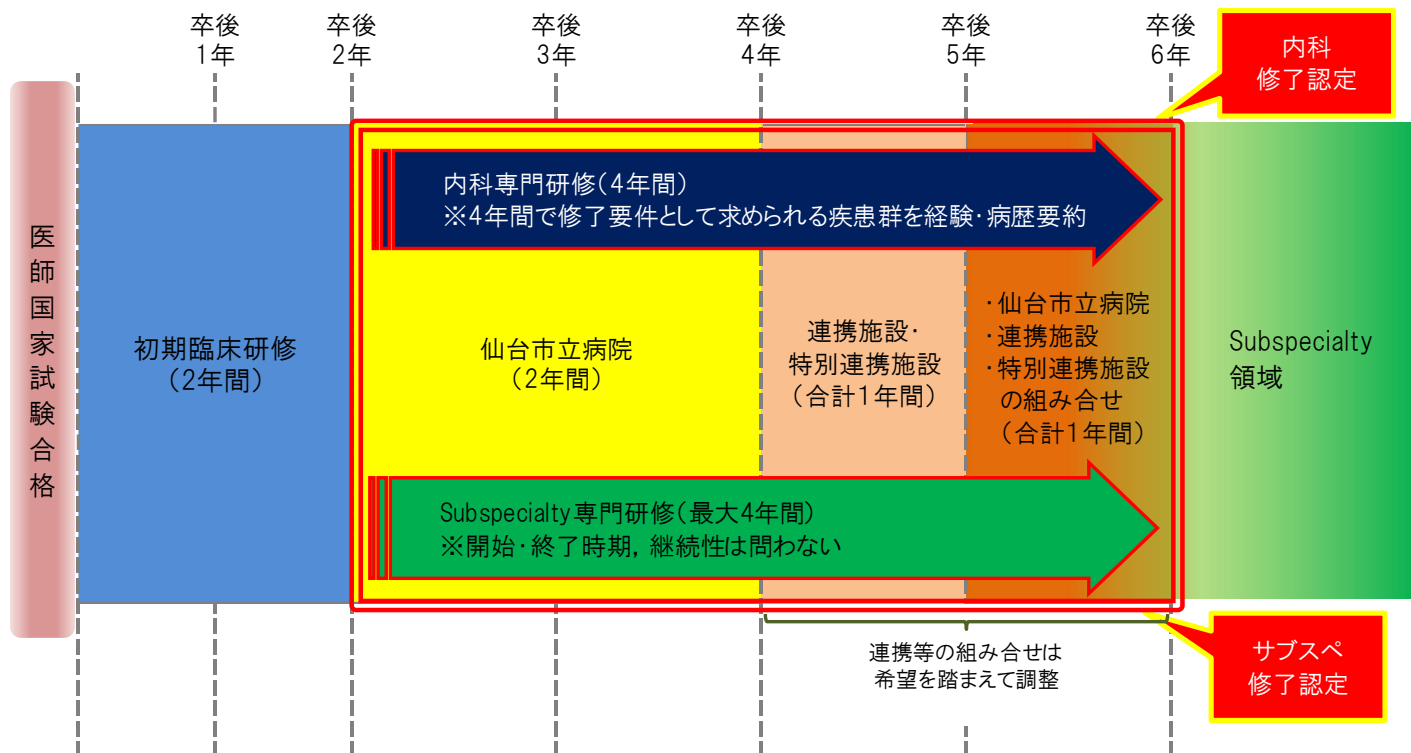 卒後
1年
卒後
2年
卒後
3年
卒後
4年
卒後
5年
卒後
6年
内科
修了認定
医師国家試験合格
内科専門研修(4年間)
※4年間で修了要件として求められる疾患群を経験・病歴要約
初期臨床研修
(2年間)
仙台市立病院
(2年間)
連携施設・
特別連携施設
(合計1年間)
・仙台市立病院
・連携施設
・特別連携施設
の組み合せ
(合計1年間)
Subspecialty
領域
Subspecialty専門研修(最大4年間)
※開始・終了時期，継続性は問わない
連携等の組み合せは
希望を踏まえて調整
サブスペ
修了認定